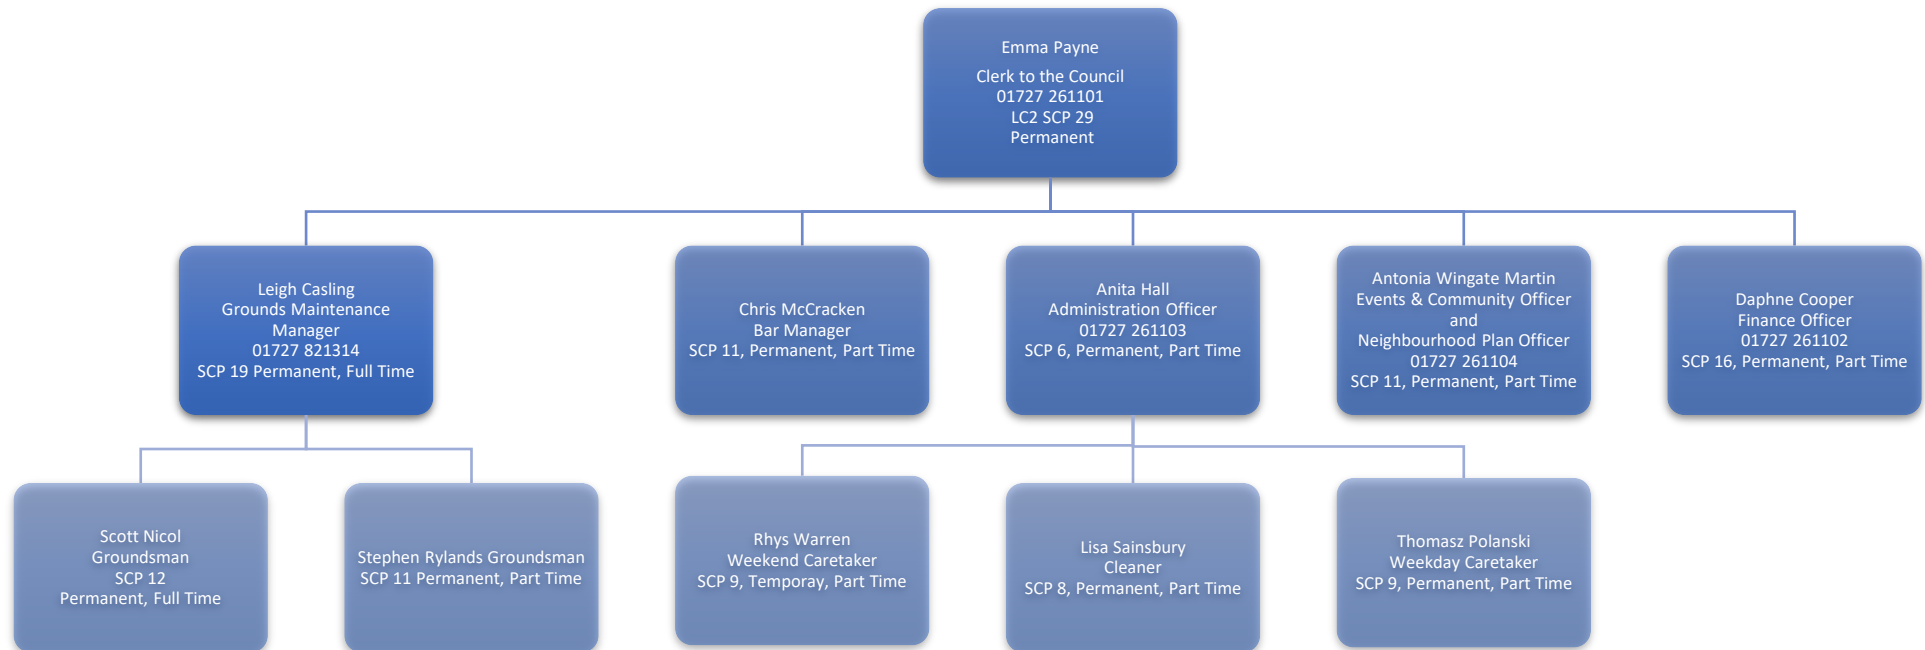 Emma Payne
Clerk to the Council
01727 261101
LC2 SCP 29
Permanent
Leigh Casling
Grounds Maintenance
Manager
01727 821314
SCP 19 Permanent, Full Time
Chris McCracken
Bar Manager
SCP 11, Permanent, Part Time
Anita Hall
Administration Officer
01727 261103
SCP 6, Permanent, Part Time
Antonia Wingate Martin
Events & Community Officer
and
Neighbourhood Plan Officer
01727 261104
SCP 11, Permanent, Part Time
Daphne Cooper
Finance Officer
01727 261102
SCP 16, Permanent, Part Time
Scott Nicol
Groundsman
SCP 12
Permanent, Full Time
Stephen Rylands Groundsman
SCP 11 Permanent, Part Time
Rhys Warren
Weekend Caretaker
SCP 9, Temporay, Part Time
Lisa Sainsbury
Cleaner
SCP 8, Permanent, Part Time
Thomasz Polanski
Weekday Caretaker
SCP 9, Permanent, Part Time